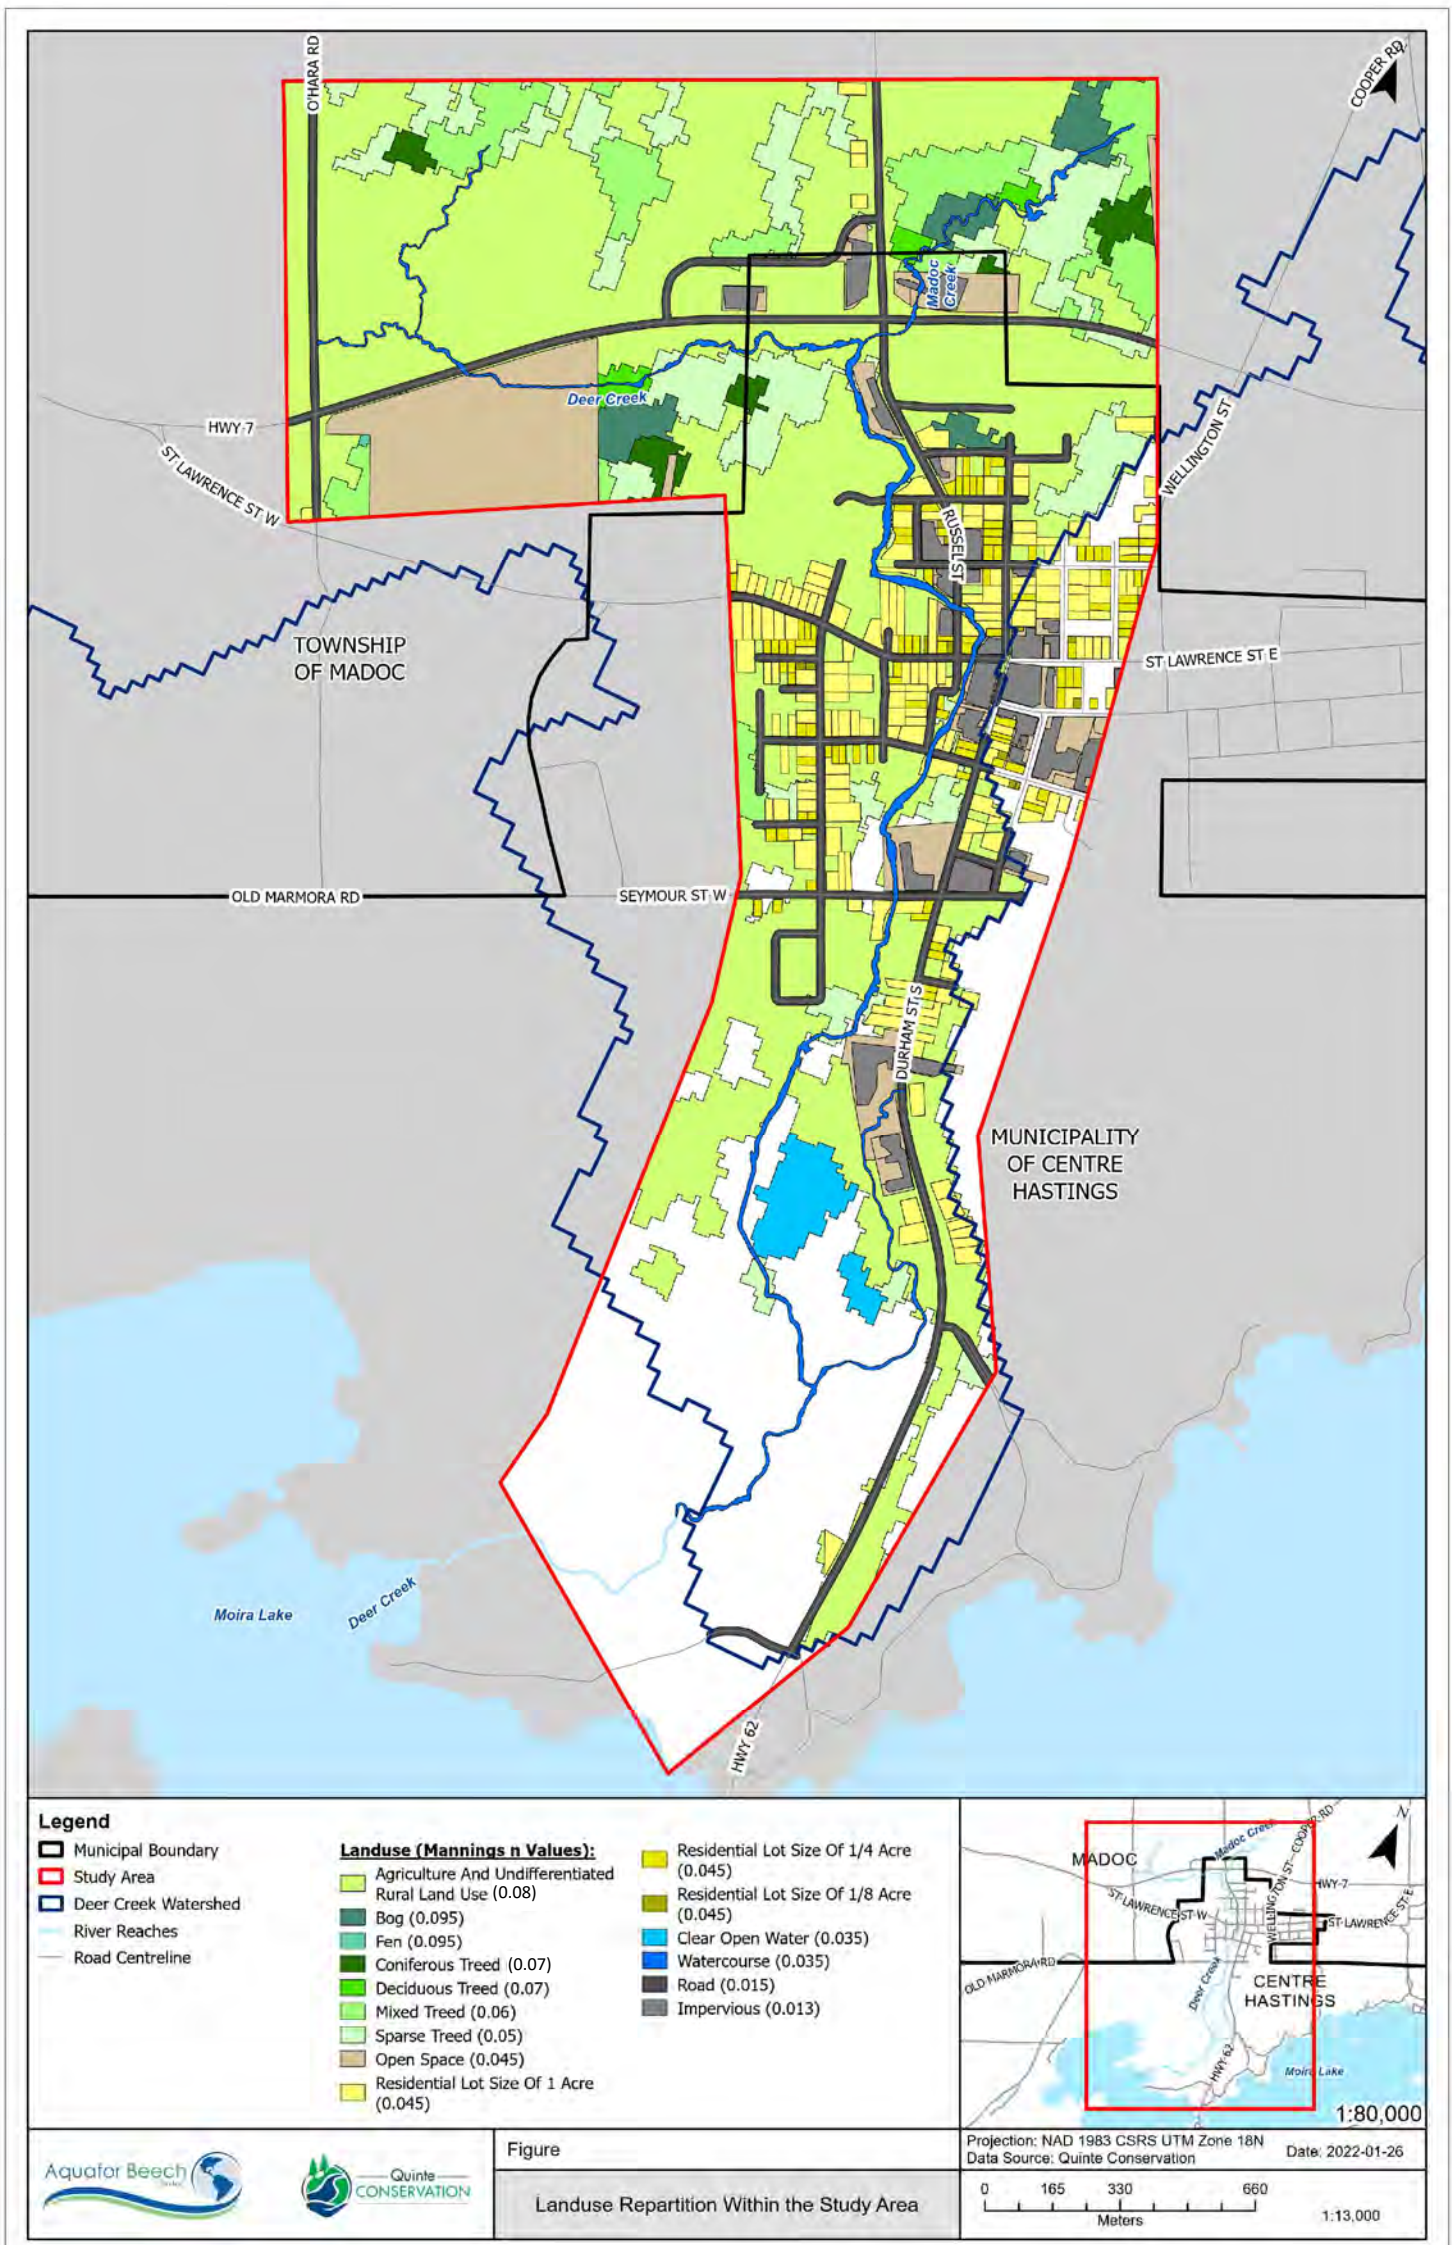 O'HARA RD
COOPER RD
Madoc
Creek
Deer Creek
HWY 7
ST LAWRENCE ST W
WELLINGTON ST
RUSSEL ST
TOWNSHIP
OF MADOC
ST LAWRENCE ST E
OLD MARMORA RD
SEYMOUR ST W
DURHAM ST S
MUNICIPALITY
OF CENTRE
HASTINGS
Moira Lake
Deer Creek
HWY 62
Legend
Municipal Boundary
Study Area
Deer Creek Watershed
River Reaches
Road Centreline
Landuse (Mannings n Values):
Agriculture And Undifferentiated
Rural Land Use (0.08)
Bog (0.095)
Fen (0.095)
Coniferous Treed (0.07)
Deciduous Treed (0.07)
Mixed Treed (0.06)
Sparse Treed (0.05)
Open Space (0.045)
Residential Lot Size Of 1 Acre
(0.045)
Residential Lot Size Of 1/4 Acre
(0.045)
Residential Lot Size Of 1/8 Acre
(0.045)
Clear Open Water (0.035)
Watercourse (0.035)
Road (0.015)
Impervious (0.013)
Madoc Creek
COOPER RD
Z
MADOC
HWY 7
ST LAWRENCE ST W
WELLINGTON ST
ST LAWRENCE ST E
OLD MARMORA RD
Deer Creek
CENTRE
HASTINGS
HWY 62
Moira Lake
1:80,000
Aquafor Beech
Quinte
CONSERVATION
Figure
Landuse Repartition Within the Study Area
Projection: NAD 1983 CSRS UTM Zone 18N
Data Source: Quinte Conservation
Date: 2022-01-26
0 165 330 660
Meters
1:13,000